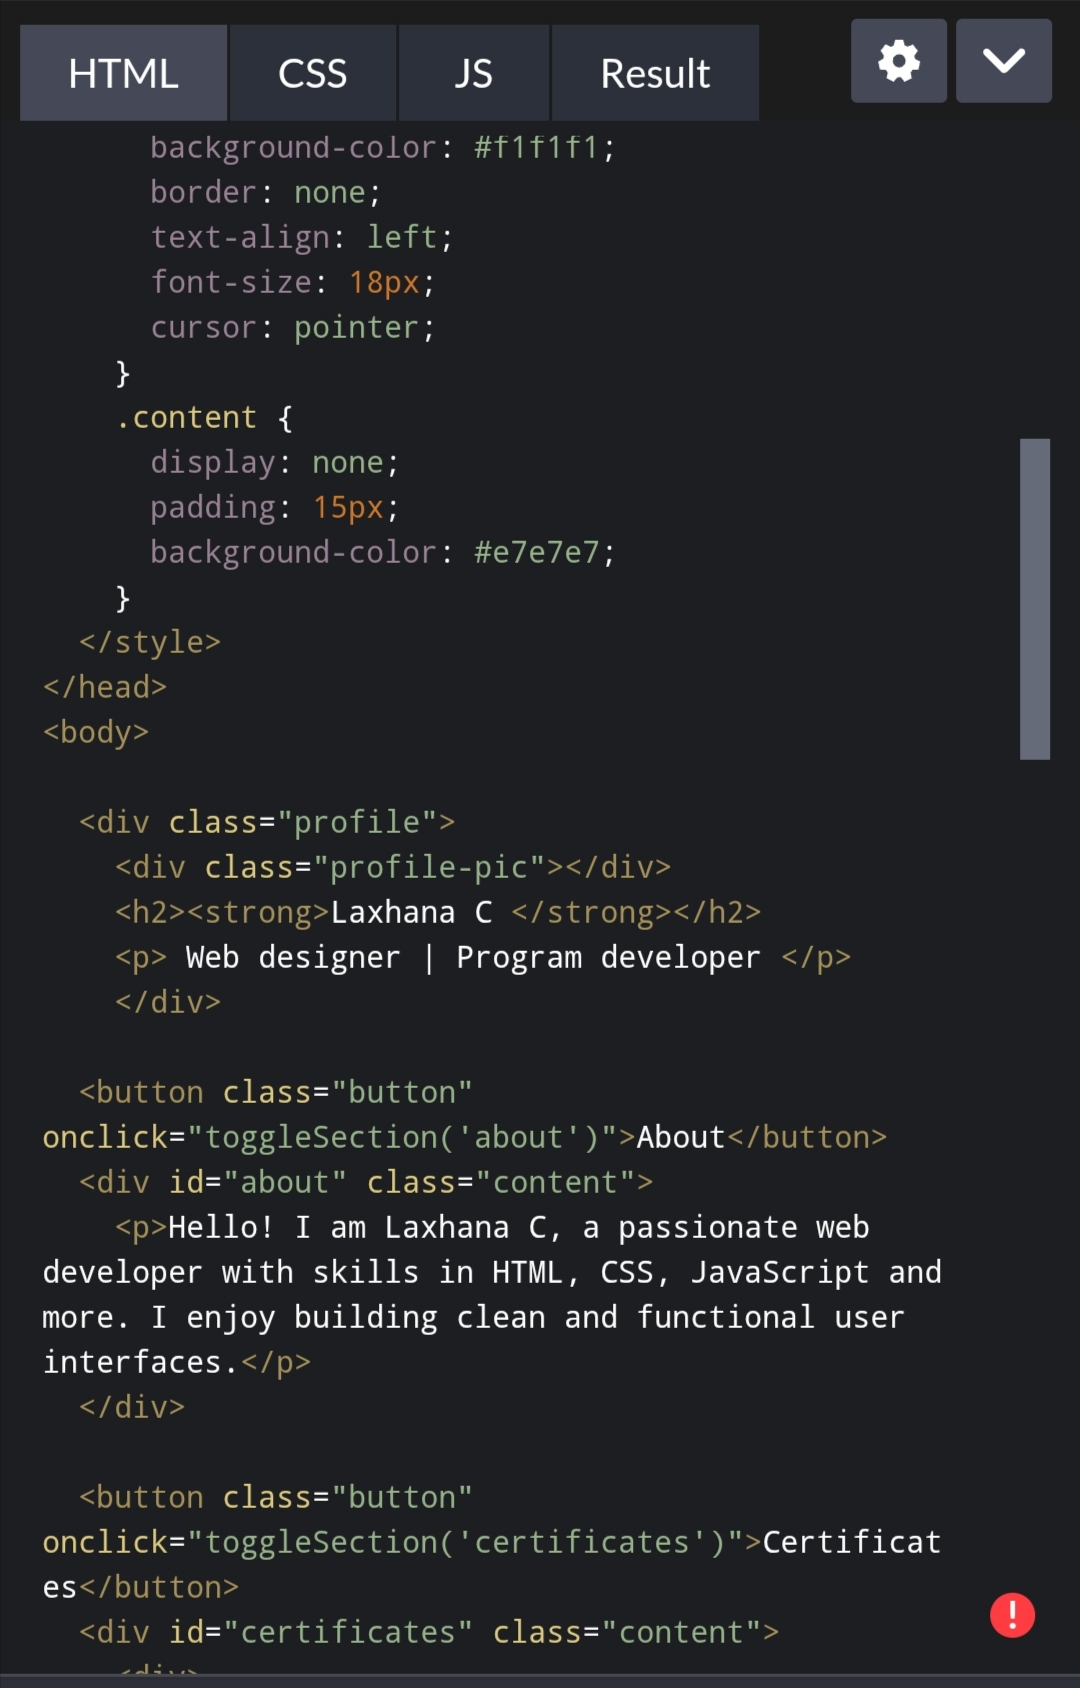 HTML CSS JS Result
background-color: #f1f1f1;
border: none;
text-align: left;
font-size: 18px;
cursor: pointer;
}
.content {
display: none;
padding: 15px;
background-color: #e7e7e7;
}
</style>
</head>
<body>
<div class="profile">
<div class="profile-pic"></div>
<h2><strong>Laxhana C </strong></h2>
<p> Web designer | Program developer </p>
</div>
<button class="button"
onclick="toggleSection('about')">About</button>
<div id="about" class="content">
<p>Hello! I am Laxhana C, a passionate web
developer with skills in HTML, CSS, JavaScript and
more. I enjoy building clean and functional user
interfaces.</p>
</div>
<button class="button"
onclick="toggleSection('certificates')">Certificat
es</button>
<div id="certificates" class="content">
<div>